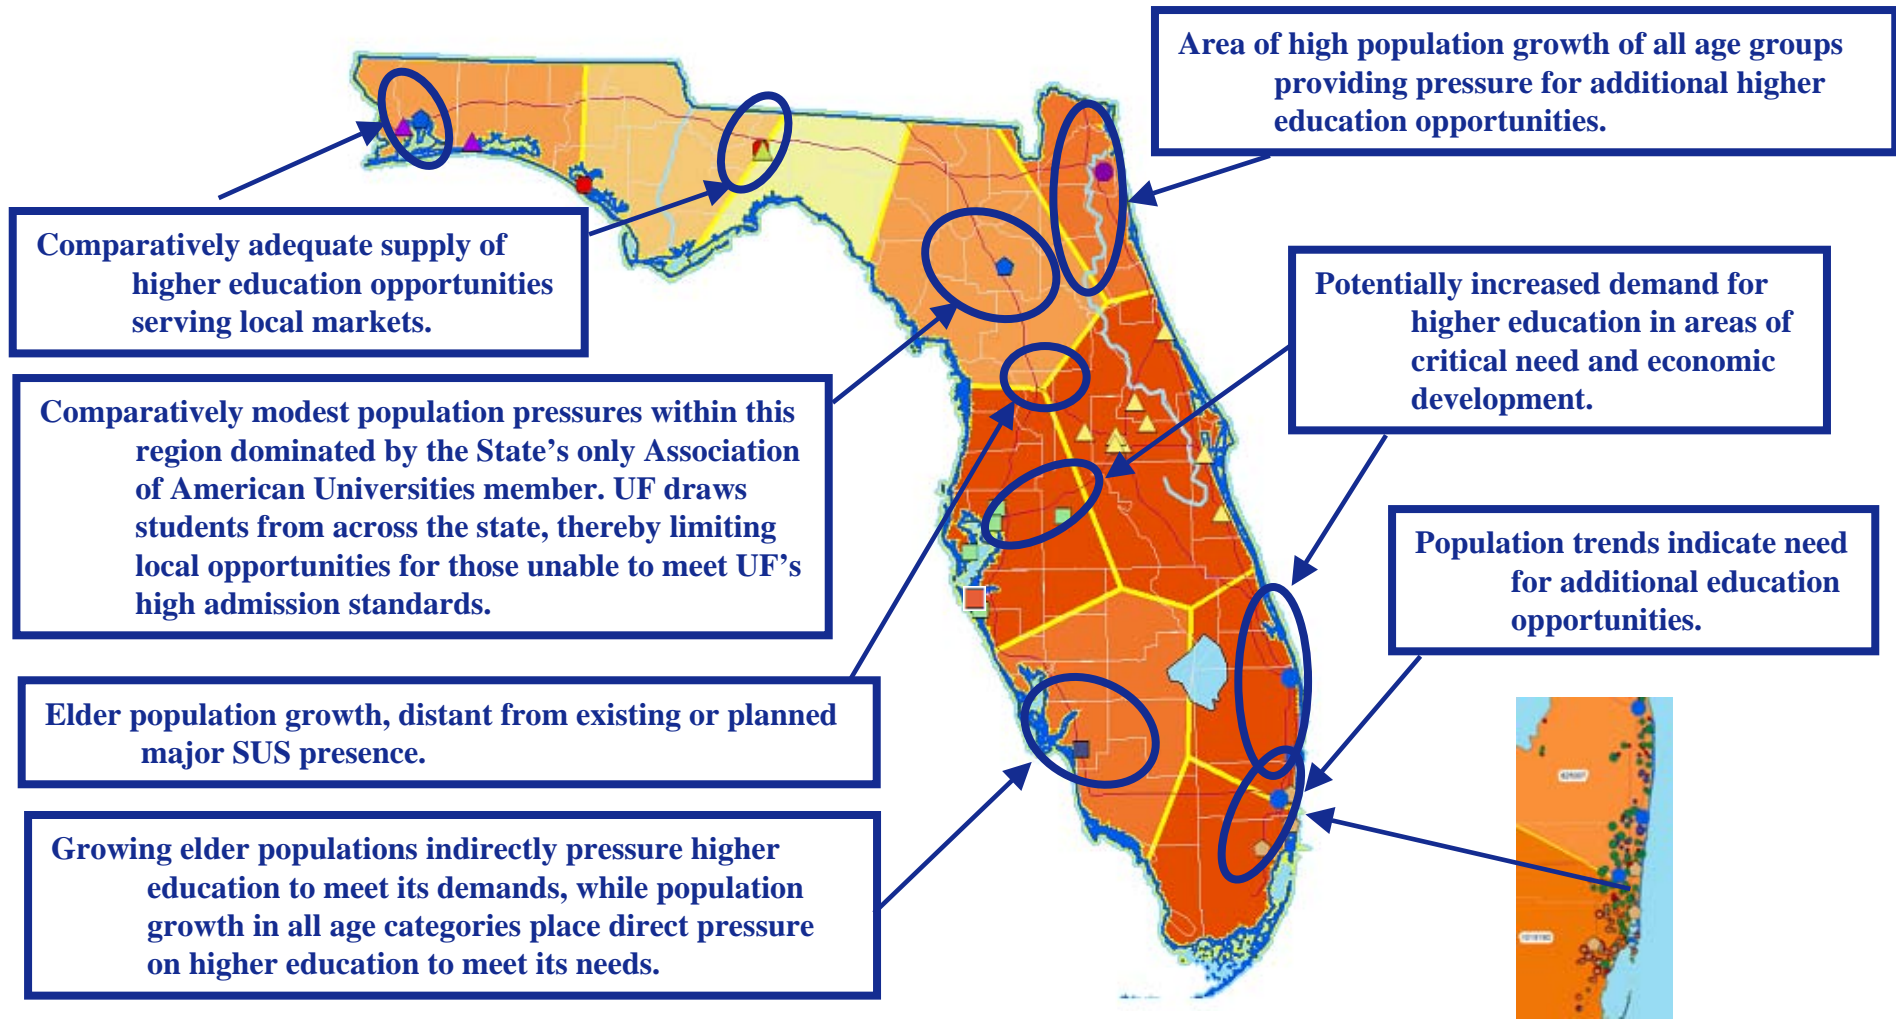 Area of high population growth of all age groups
providing pressure for additional higher
education opportunities.
Comparatively adequate supply of
higher education opportunities
serving local markets.
Potentially increased demand for
higher education in areas of
critical need and economic
development.
Comparatively modest population pressures within this
region dominated by the State’s only Association
of American Universities member. UF draws
students from across the state, thereby limiting
local opportunities for those unable to meet UF’s
high admission standards.
Population trends indicate need
for additional education
opportunities.
Elder population growth, distant from existing or planned
major SUS presence.
Growing elder populations indirectly pressure higher
education to meet its demands, while population
growth in all age categories place direct pressure
on higher education to meet its needs.